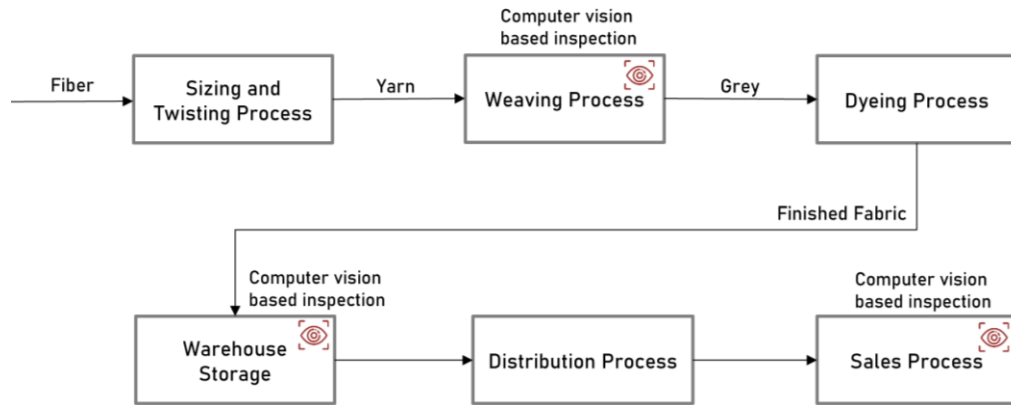 Computer vision
based inspection
Fiber
Sizing and
Twisting Process
Yarn
Weaving Process
Grey
Dyeing Process
Finished Fabric
Computer vision
based inspection
Warehouse
Storage
Distribution Process
Computer vision
based inspection
Sales Process